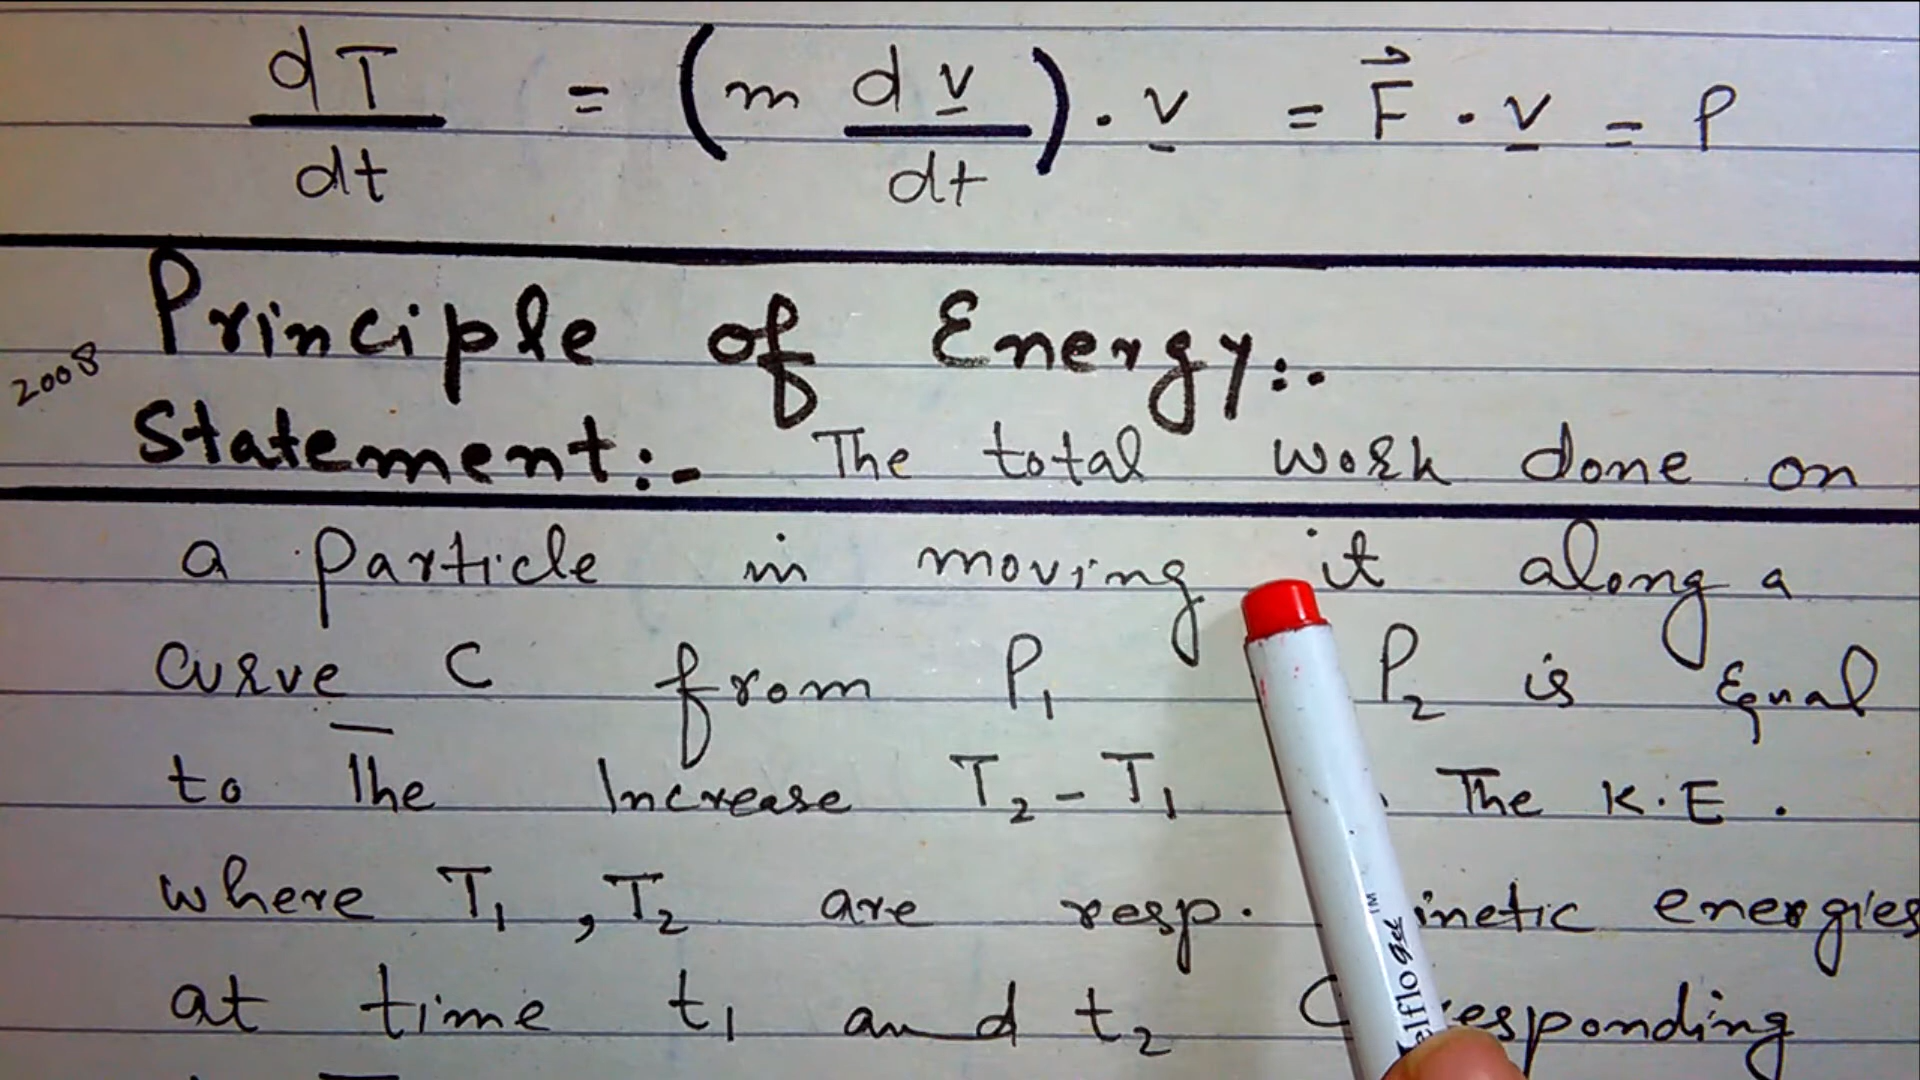 dT/dt = (m dv/dt) . v = F⃗ . v = P
Principle of Energy:-
2008
Statement:- The total work done on
a particle in moving it along a
curve C from P₁ P₂ is Equal
to The Increase T₂ - T₁ The K.E.
where T₁, T₂ are resp. inetic energies
at time t₁ and t₂ C esponding
elflo gel™